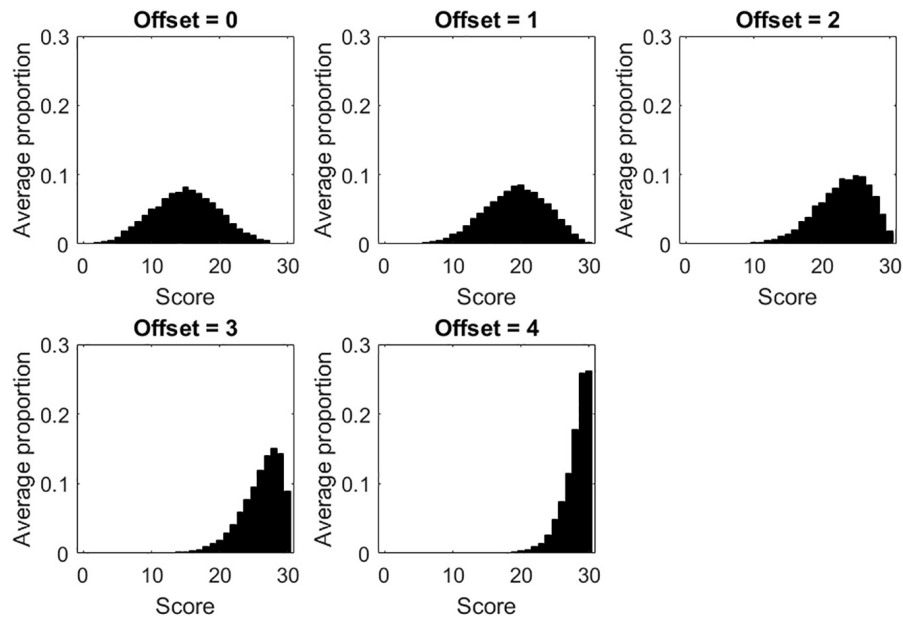 Offset = 0
0.3
0.2
0.1
0
Average proportion
0 10 20 30
Score
Offset = 1
0.3
0.2
0.1
0
Average proportion
0 10 20 30
Score
Offset = 2
0.3
0.2
0.1
0
Average proportion
0 10 20 30
Score
Offset = 3
0.3
0.2
0.1
0
Average proportion
0 10 20 30
Score
Offset = 4
0.3
0.2
0.1
0
Average proportion
0 10 20 30
Score